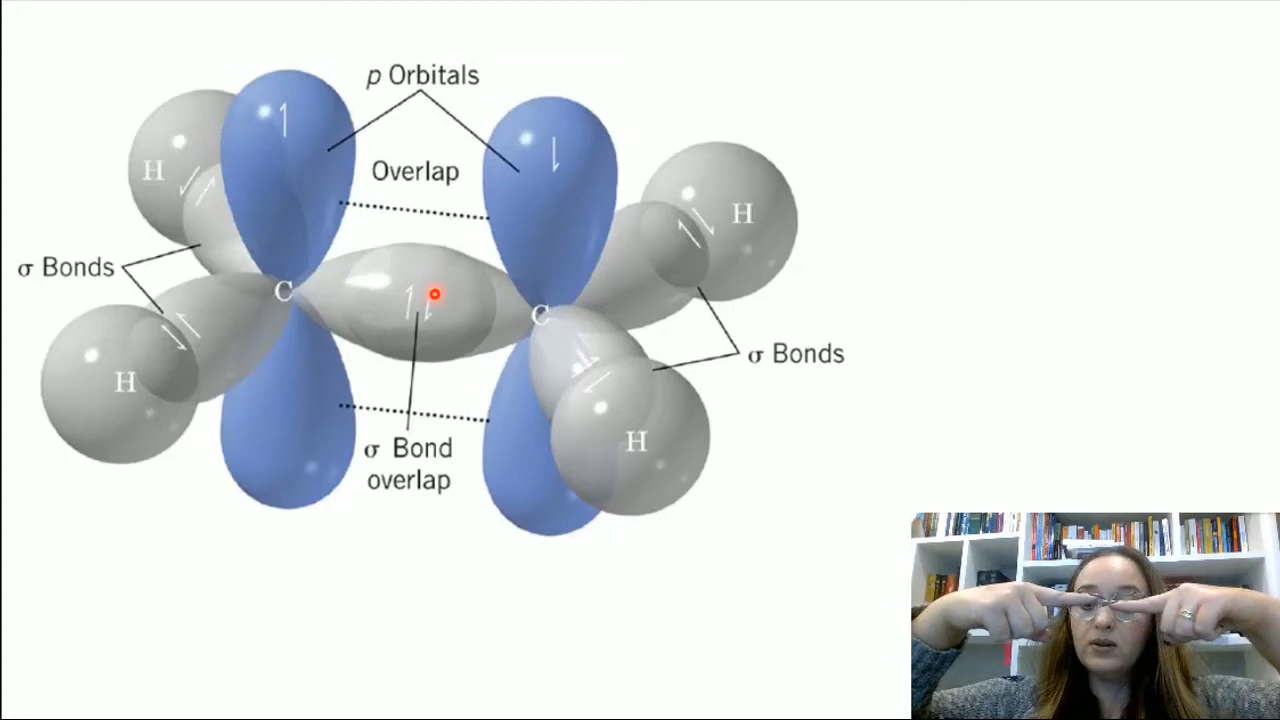 p Orbitals
Overlap
H
H
σ Bonds
C
C
H
σ Bonds
H
σ Bond
overlap